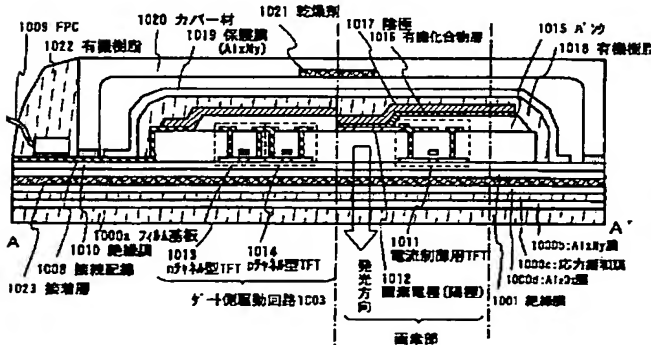 1009 FPC
1022 有機樹脂
1020 カバー材
1019 保護膜
(AlxNy)
1021 乾燥剤
1017 陰極
1016 有機化合物層
1015 バンク
1018 有機樹脂
A
A'
1000a フィルム基板
1010 絶縁膜
1008 接続配線
1023 接着層
1013
nチャネル型TFT
1014
pチャネル型TFT
ゲート側駆動回路1003
発光方向
1011
電流制御用TFT
1012
画素電極(陽極)
画素部
1000b:AlxNy膜
1000c:応力緩和膜
1000d:AlxOy膜
1001 絶縁膜